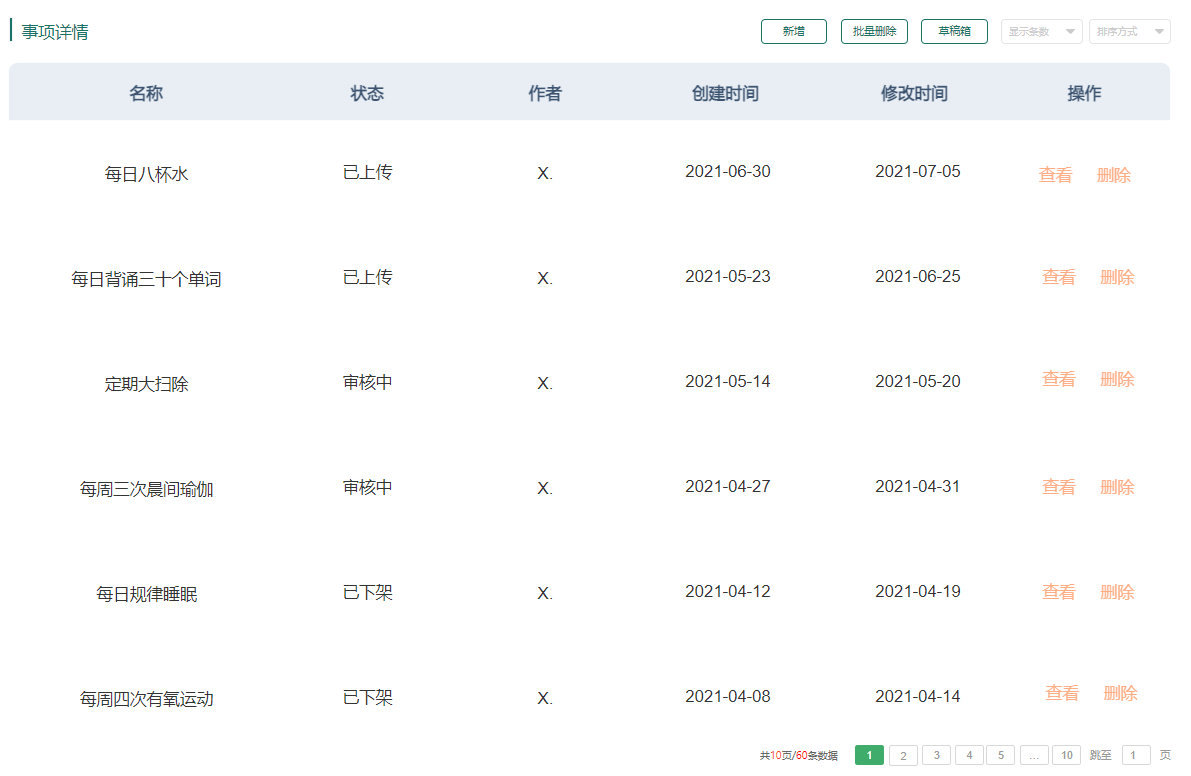 事项详情 新增 批量删除 草稿箱 显示条数 排序方式
名称 状态 作者 创建时间 修改时间 操作
每日八杯水 已上传 X. 2021-06-30 2021-07-05 查看 删除
每日背诵三十个单词 已上传 X. 2021-05-23 2021-06-25 查看 删除
定期大扫除 审核中 X. 2021-05-14 2021-05-20 查看 删除
每周三次晨间瑜伽 审核中 X. 2021-04-27 2021-04-31 查看 删除
每日规律睡眠 已下架 X. 2021-04-12 2021-04-19 查看 删除
每周四次有氧运动 已下架 X. 2021-04-08 2021-04-14 查看 删除
共10页/60条数据 1 2 3 4 5 ... 10 跳至 1 页